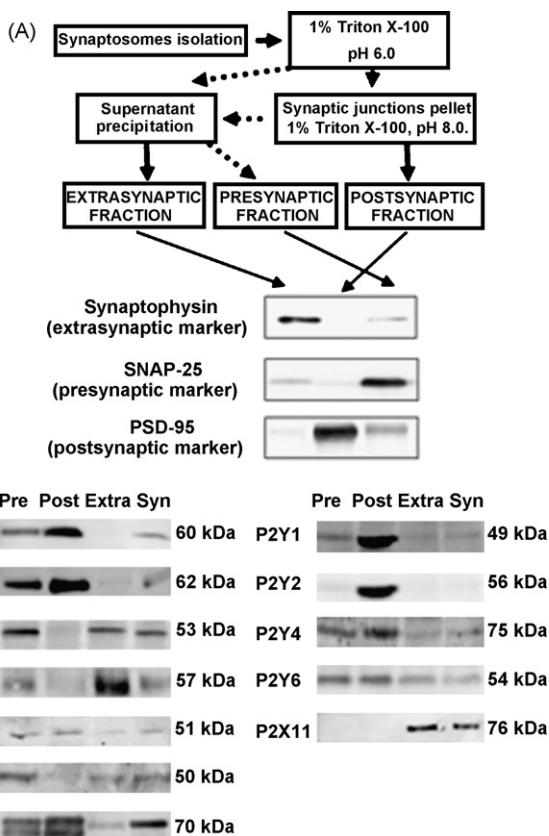 (A)
Synaptosomes isolation
1% Triton X-100
pH 6.0
Supernatant
precipitation
Synaptic junctions pellet
1% Triton X-100, pH 8.0.
EXTRASYNAPTIC
FRACTION
PRESYNAPTIC
FRACTION
POSTSYNAPTIC
FRACTION
Synaptophysin
(extrasynaptic marker)
SNAP-25
(presynaptic marker)
PSD-95
(postsynaptic marker)
Pre Post Extra Syn
60 kDa
62 kDa
53 kDa
57 kDa
51 kDa
50 kDa
70 kDa
Pre Post Extra Syn
P2Y1 49 kDa
P2Y2 56 kDa
P2Y4 75 kDa
P2Y6 54 kDa
P2X11 76 kDa